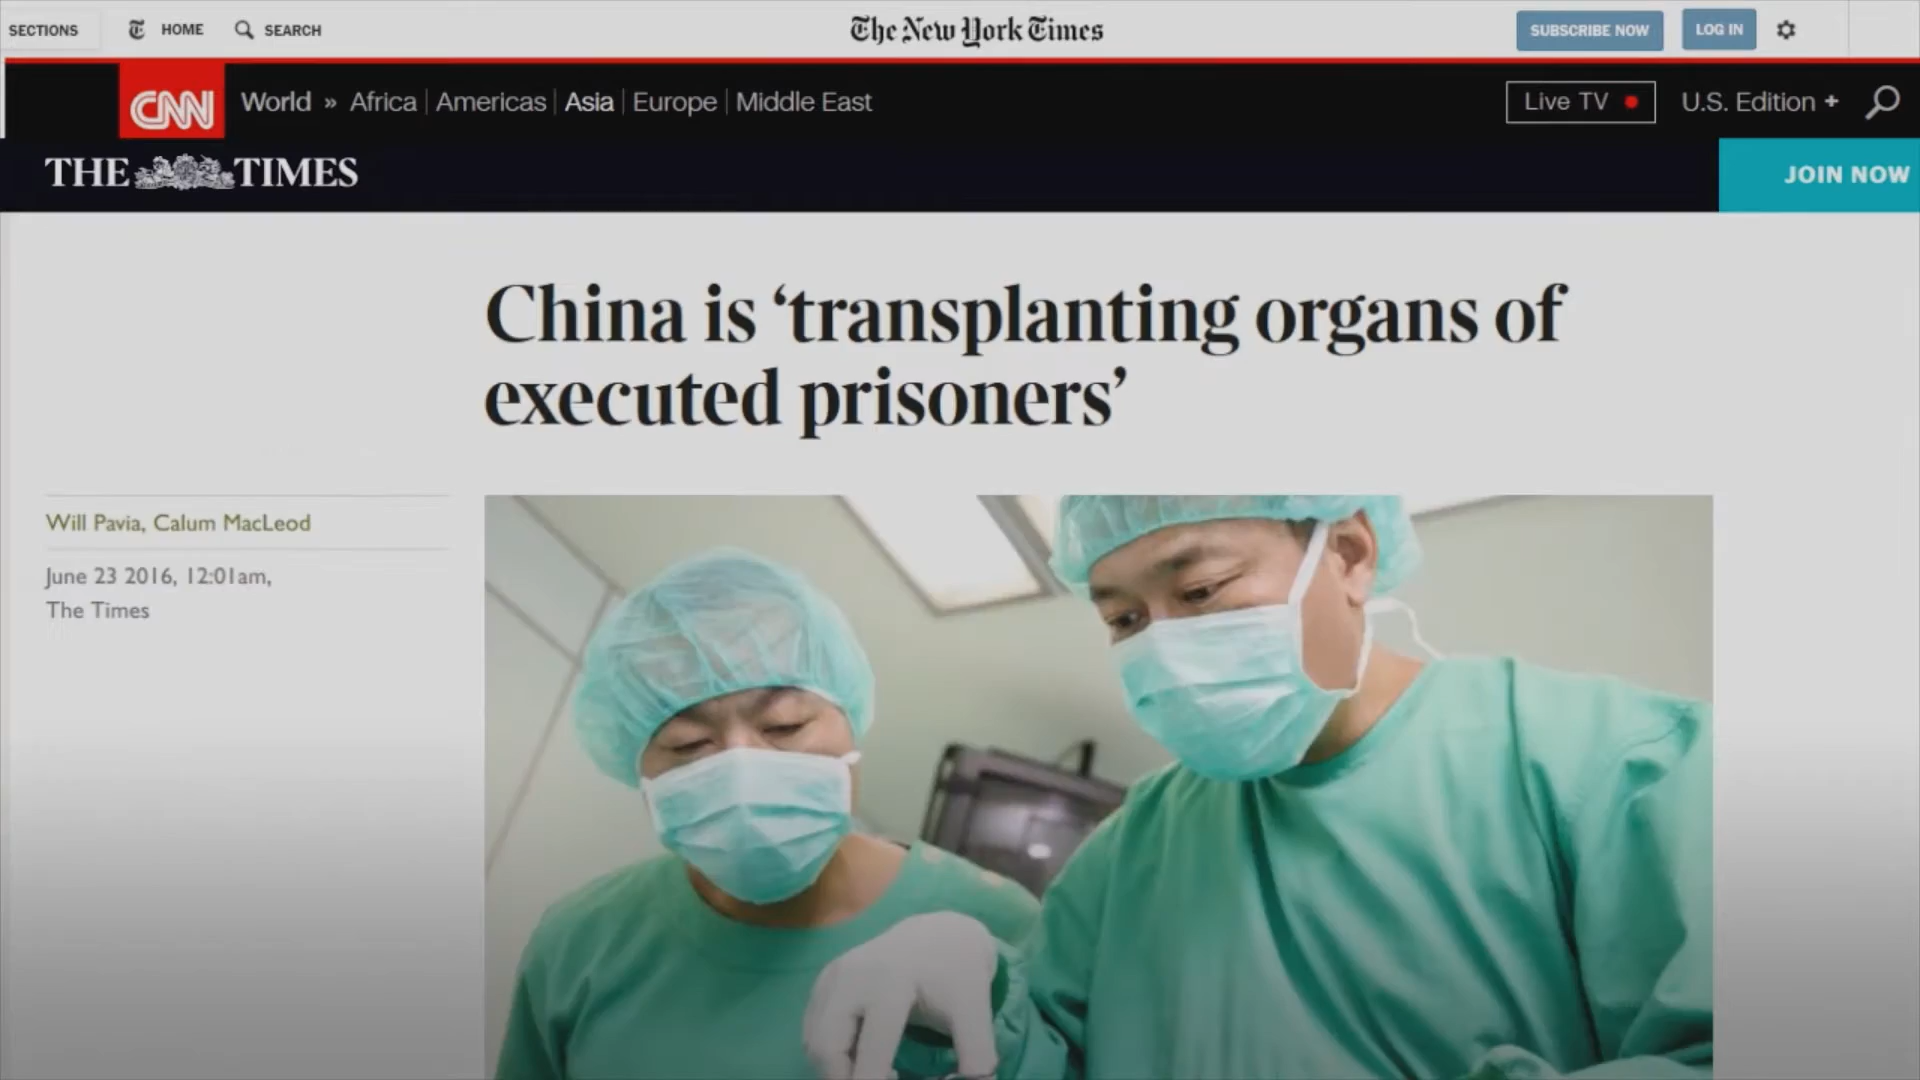 SECTIONS HOME SEARCH The New York Times SUBSCRIBE NOW LOG IN
CNN World » Africa | Americas | Asia | Europe | Middle East Live TV U.S. Edition +
THE TIMES JOIN NOW
China is ‘transplanting organs of
executed prisoners’
Will Pavia, Calum MacLeod
June 23 2016, 12:01am,
The Times